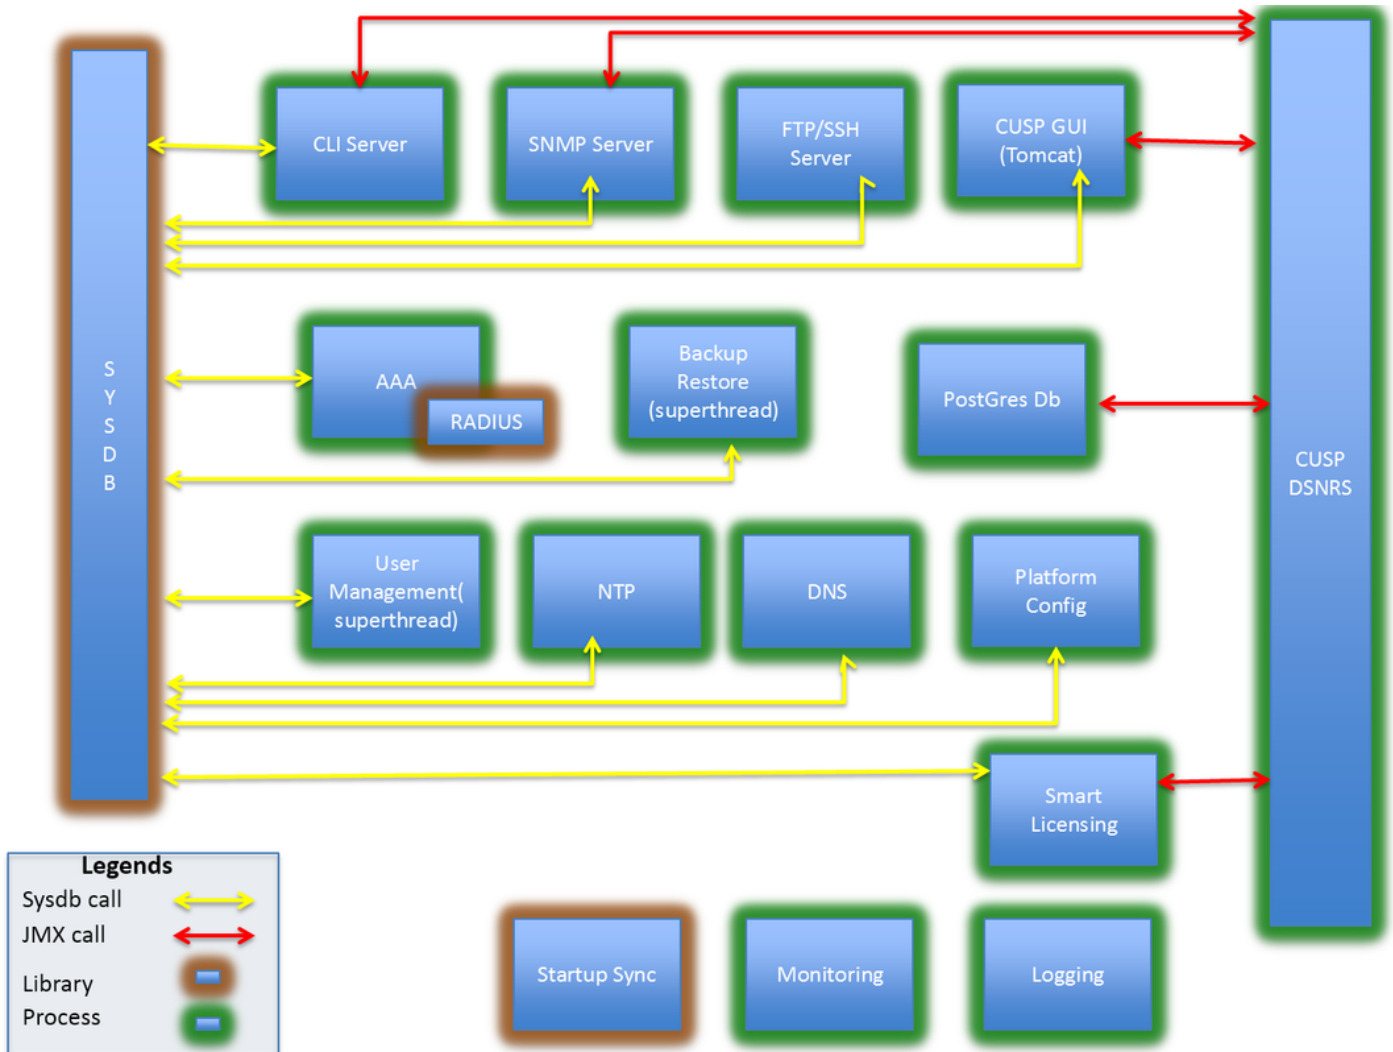 CLI Server
SNMP Server
FTP/SSH
Server
CUSP GUI
(Tomcat)
S
Y
S
D
B
AAA
RADIUS
Backup
Restore
(superthread)
PostGres Db
CUSP
DSNRS
User
Management(
superthread)
NTP
DNS
Platform
Config
Smart
Licensing
Legends
Sysdb call
JMX call
Library
Process
Startup Sync
Monitoring
Logging